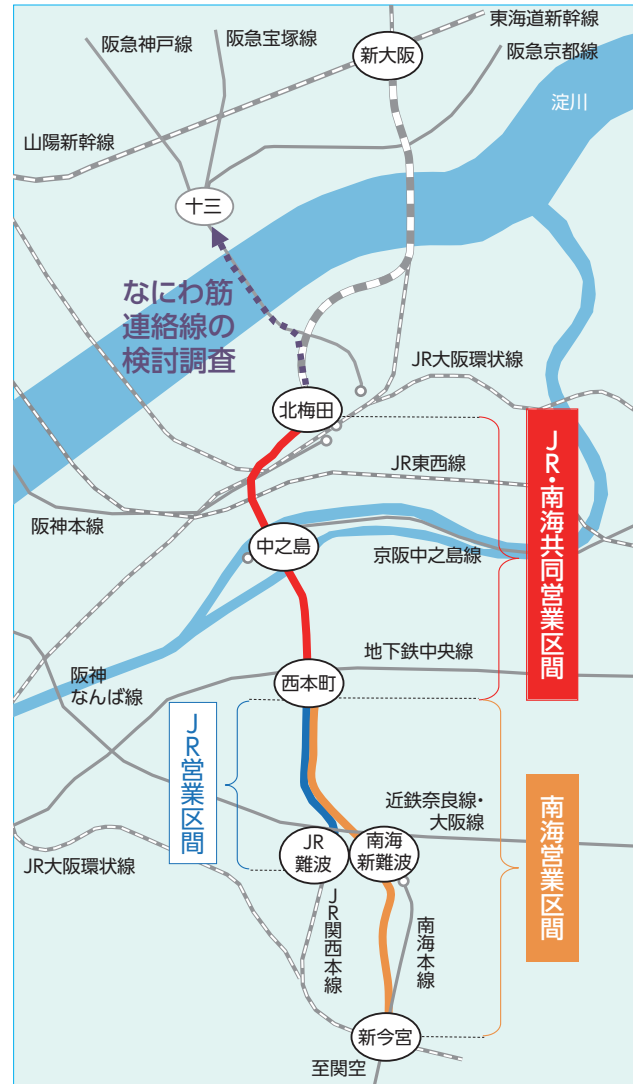 東海道新幹線
阪急宝塚線
阪急神戸線
新大阪
阪急京都線
淀川
山陽新幹線
十三
なにわ筋
連絡線の
検討調査
JR大阪環状線
北梅田
JR東西線
阪神本線
中之島
京阪中之島線
JR・南海共同営業区間
地下鉄中央線
阪神
なんば線
西本町
JR営業区間
近鉄奈良線・
大阪線
南海営業区間
JR
難波
南海
新難波
JR大阪環状線
JR関西本線
南海本線
新今宮
至関空